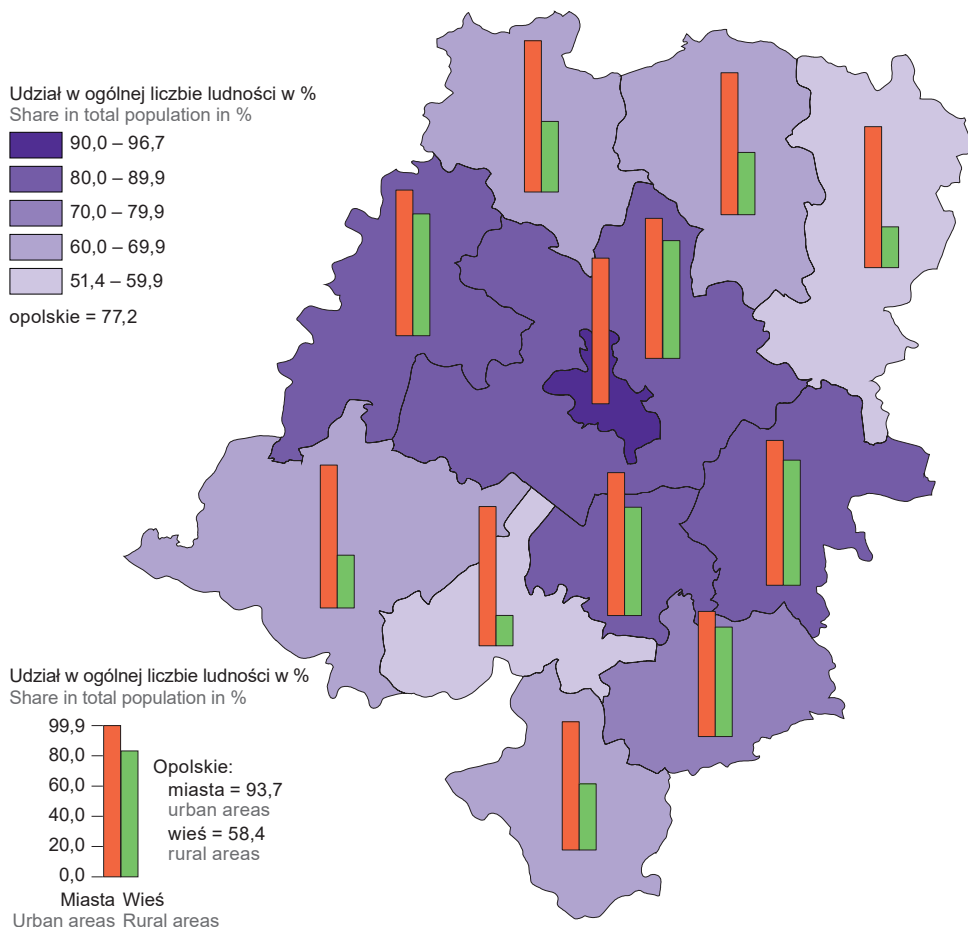 Udział w ogólnej liczbie ludności w %
Share in total population in %
90,0 – 96,7
80,0 – 89,9
70,0 – 79,9
60,0 – 69,9
51,4 – 59,9
opolskie = 77,2
Udział w ogólnej liczbie ludności w %
Share in total population in %
99,9
80,0
60,0
40,0
20,0
0,0
Opolskie:
miasta = 93,7
urban areas
wieś = 58,4
rural areas
Miasta Wieś
Urban areas Rural areas